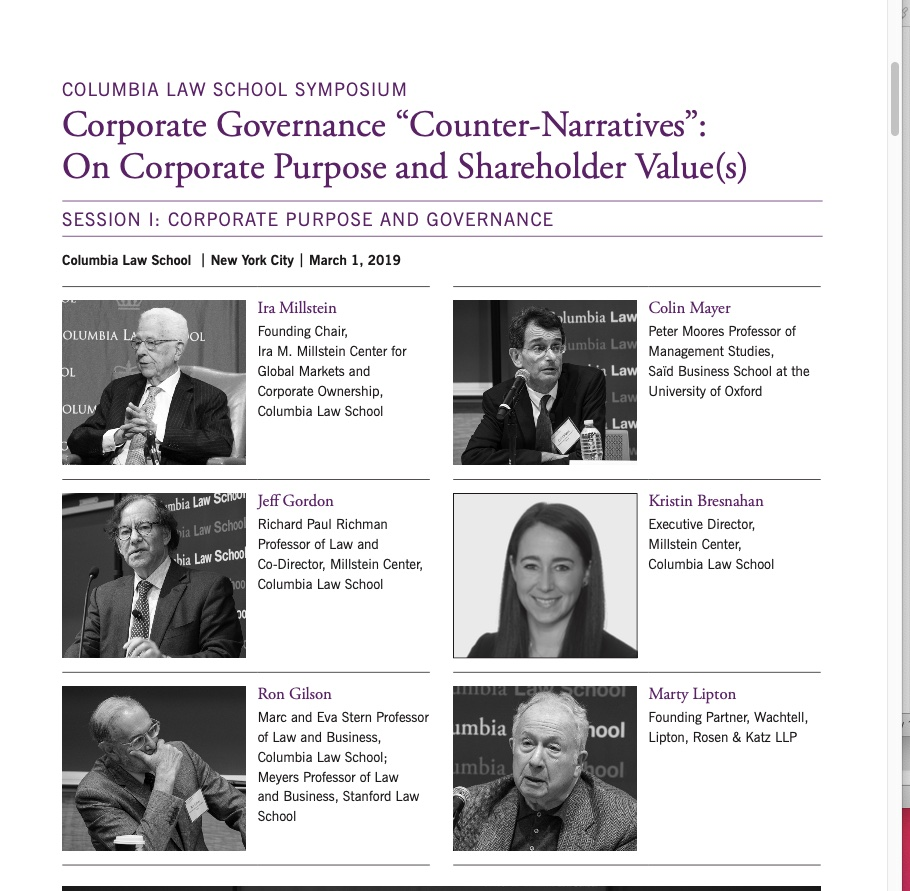 COLUMBIA LAW SCHOOL SYMPOSIUM
Corporate Governance “Counter-Narratives”:
On Corporate Purpose and Shareholder Value(s)
SESSION I: CORPORATE PURPOSE AND GOVERNANCE
Columbia Law School | New York City | March 1, 2019
Ira Millstein
Founding Chair,
Ira M. Millstein Center for
Global Markets and
Corporate Ownership,
Columbia Law School
Colin Mayer
Peter Moores Professor of
Management Studies,
Saïd Business School at the
University of Oxford
Jeff Gordon
Richard Paul Richman
Professor of Law and
Co-Director, Millstein Center,
Columbia Law School
Kristin Bresnahan
Executive Director,
Millstein Center,
Columbia Law School
Ron Gilson
Marc and Eva Stern Professor
of Law and Business,
Columbia Law School;
Meyers Professor of Law
and Business, Stanford Law
School
Marty Lipton
Founding Partner, Wachtell,
Lipton, Rosen & Katz LLP